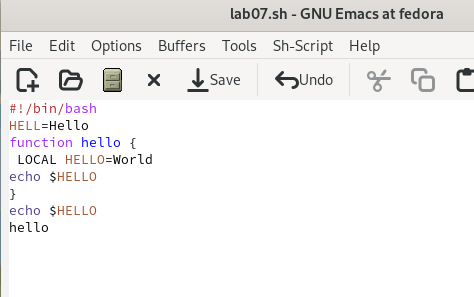 lab07.sh - GNU Emacs at fedora
File Edit Options Buffers Tools Sh-Script Help
Save Undo
#!/bin/bash
HELL=Hello
function hello {
 LOCAL HELLO=World
echo $HELLO
}
echo $HELLO
hello